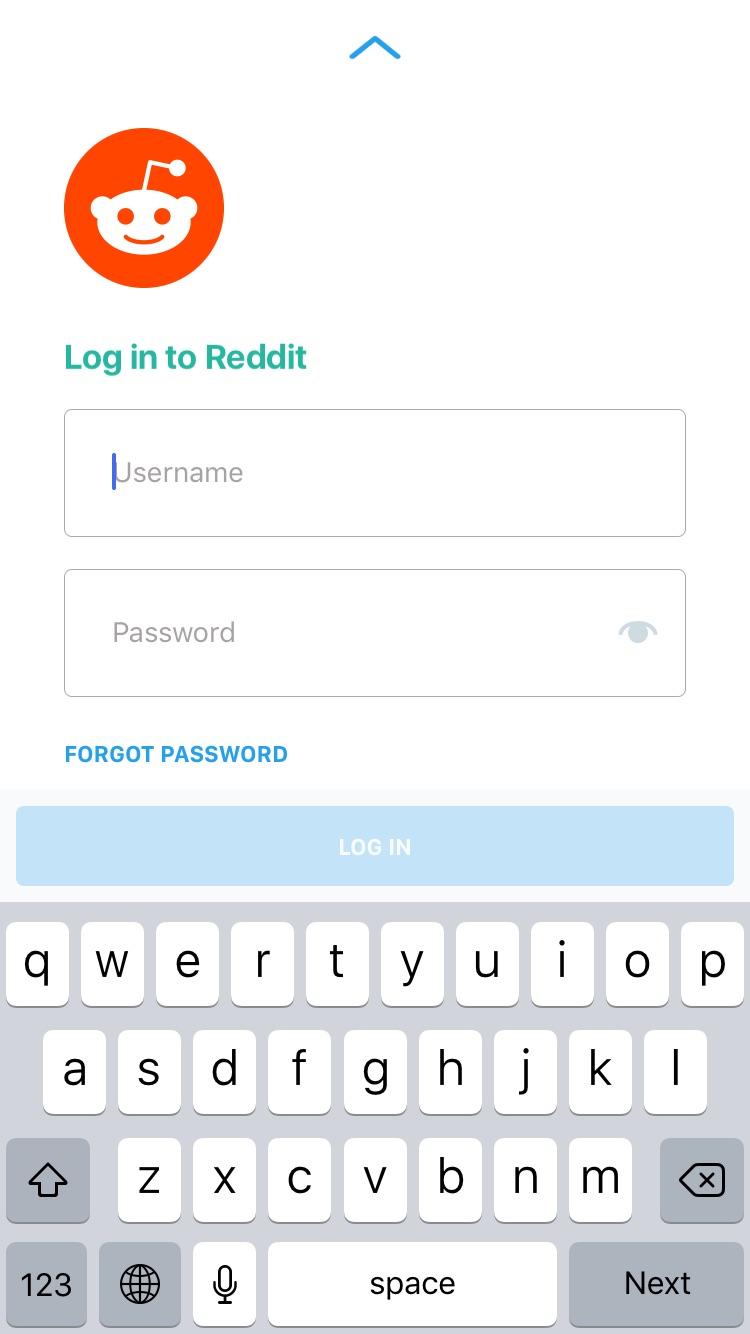 Log in to Reddit
Username
Password
FORGOT PASSWORD
LOG IN
q w e r t y u i o p
a s d f g h j k l
z x c v b n m
123 space Next